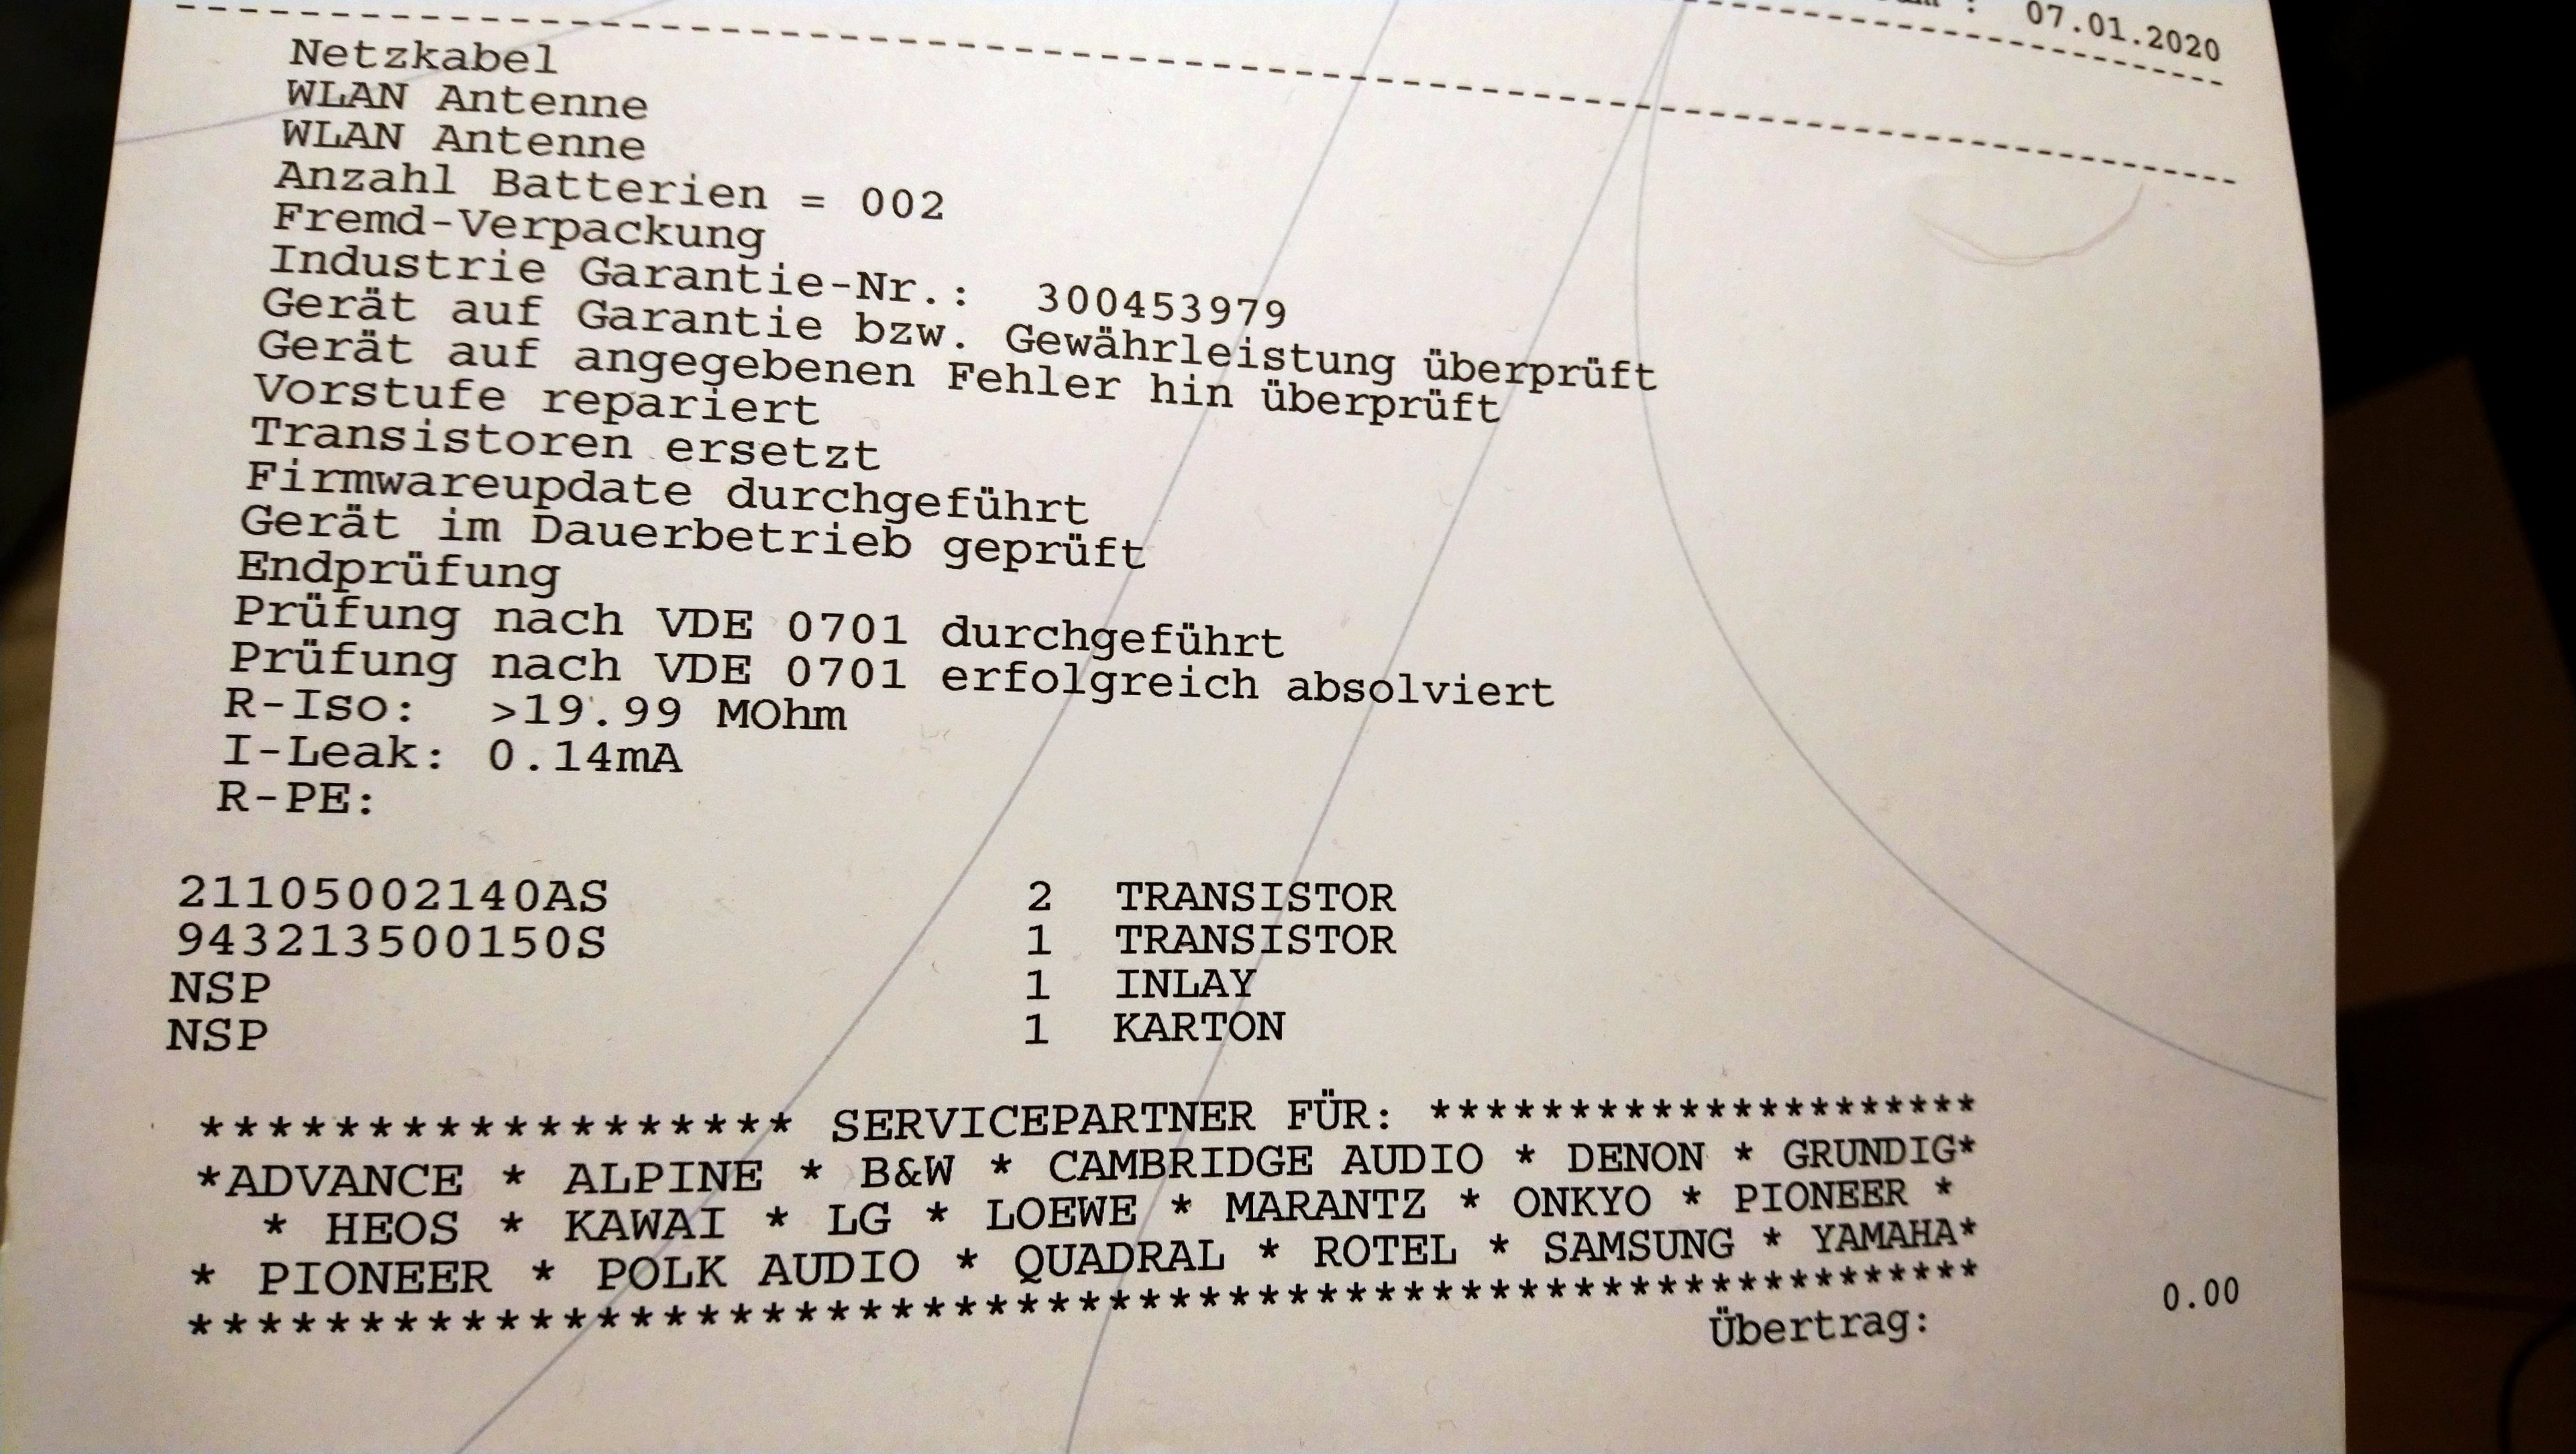 07.01.2020
Netzkabel
WLAN Antenne
WLAN Antenne
Anzahl Batterien = 002
Fremd-Verpackung
Industrie Garantie-Nr.: 300453979
Gerät auf Garantie bzw. Gewährleistung überprüft
Gerät auf angegebenen Fehler hin überprüft
Vorstufe repariert
Transistoren ersetzt
Firmwareupdate durchgeführt
Gerät im Dauerbetrieb geprüft
Endprüfung
Prüfung nach VDE 0701 durchgeführt
Prüfung nach VDE 0701 erfolgreich absolviert
R-Iso: >19.99 MOhm
I-Leak: 0.14mA
R-PE:
21105002140AS 2 TRANSISTOR
943213500150S 1 TRANSISTOR
NSP 1 INLAY
NSP 1 KARTON
****************** SERVICEPARTNER FÜR: ********************
*ADVANCE * ALPINE * B&W * CAMBRIDGE AUDIO * DENON * GRUNDIG*
* HEOS * KAWAI * LG * LOEWE * MARANTZ * ONKYO * PIONEER *
* PIONEER * POLK AUDIO * QUADRAL * ROTEL * SAMSUNG * YAMAHA*
************************************************************
Übertrag: 0.00